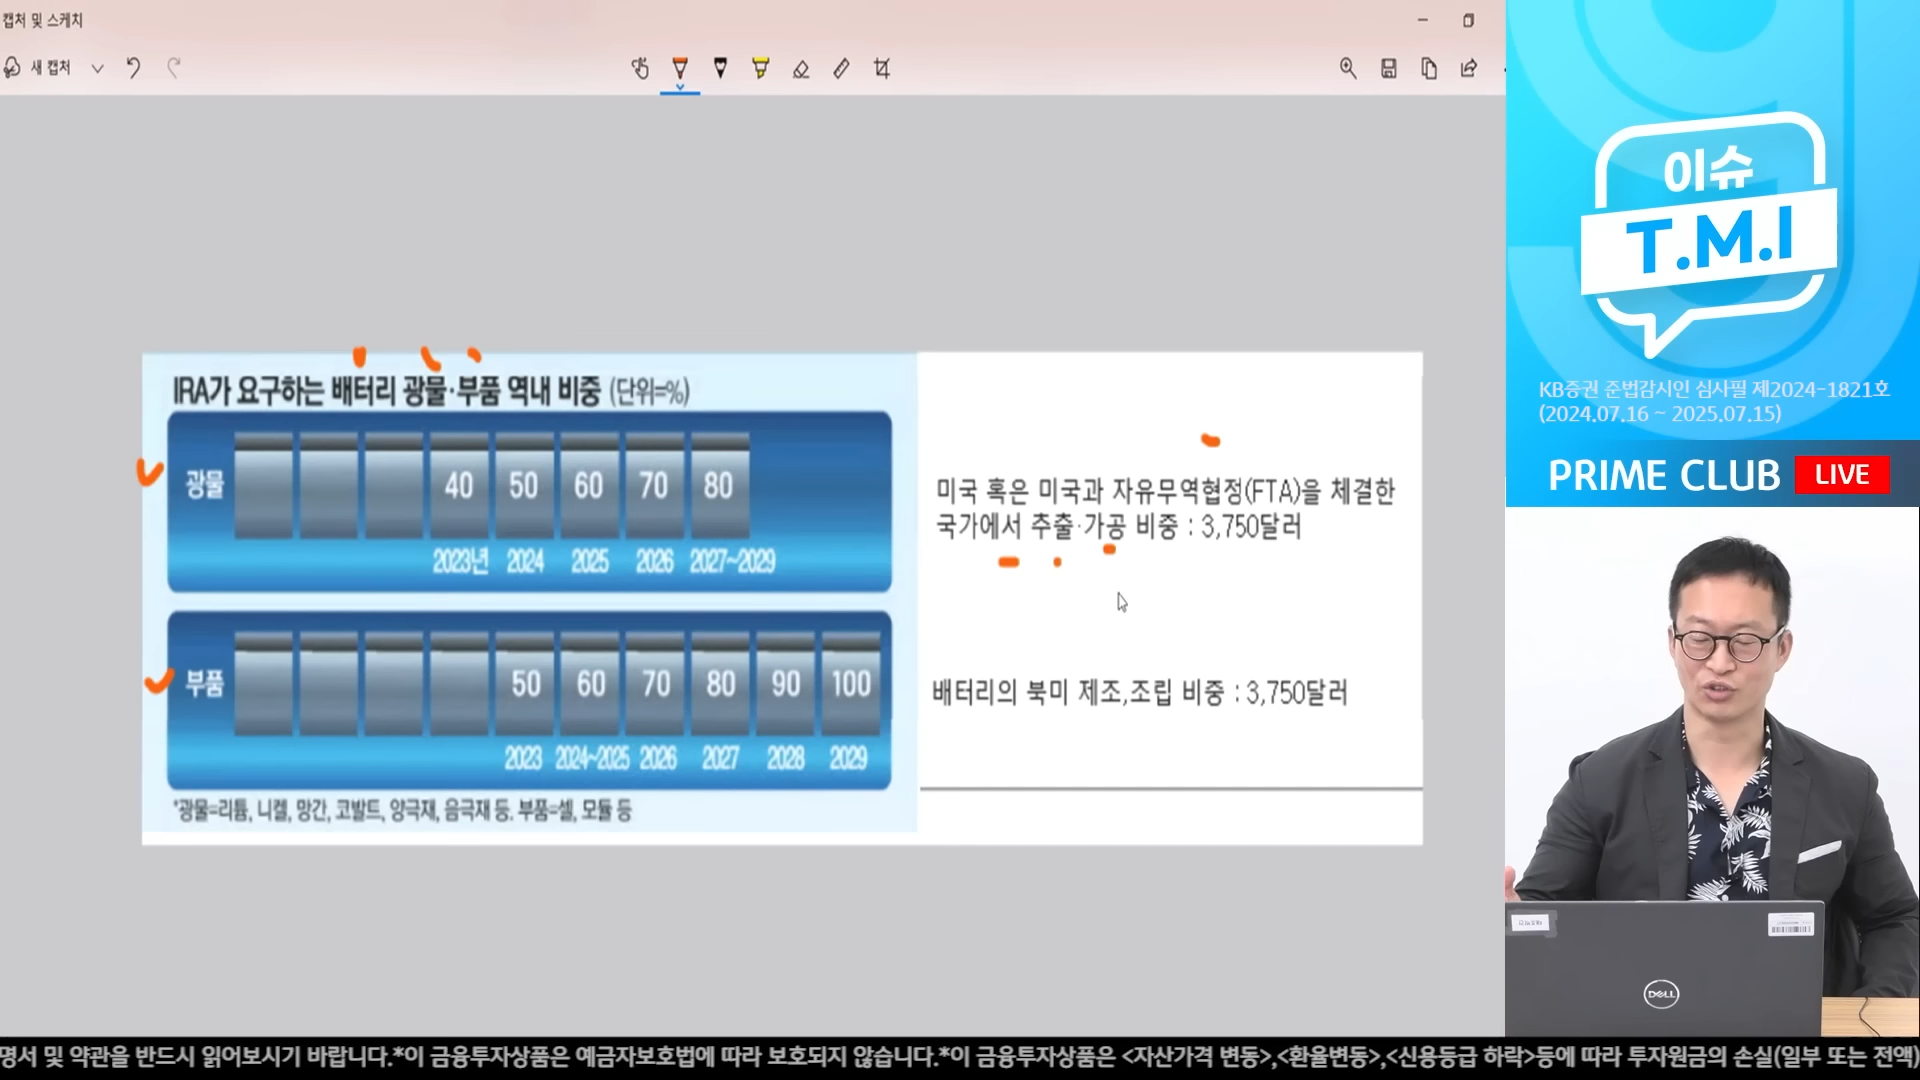 캡처 및 스케치
새 캡처
IRA가 요구하는 배터리 광물·부품 역내 비중 (단위=%)
광물 40 50 60 70 80
2023년 2024 2025 2026 2027~2029
부품 50 60 70 80 90 100
2023 2024~2025 2026 2027 2028 2029
*광물=리튬, 니켈, 망간, 코발트, 양극재, 음극재 등. 부품=셀, 모듈 등
미국 혹은 미국과 자유무역협정(FTA)을 체결한
국가에서 추출·가공 비중 : 3,750달러
배터리의 북미 제조,조립 비중 : 3,750달러
이슈
T.M.I
KB증권 준법감시인 심사필 제2024-1821호
(2024.07.16 ~ 2025.07.15)
PRIME CLUB LIVE
DELL
명서 및 약관을 반드시 읽어보시기 바랍니다.*이 금융투자상품은 예금자보호법에 따라 보호되지 않습니다.*이 금융투자상품은 <자산가격 변동>,<환율변동>,<신용등급 하락>등에 따라 투자원금의 손실(일부 또는 전액)